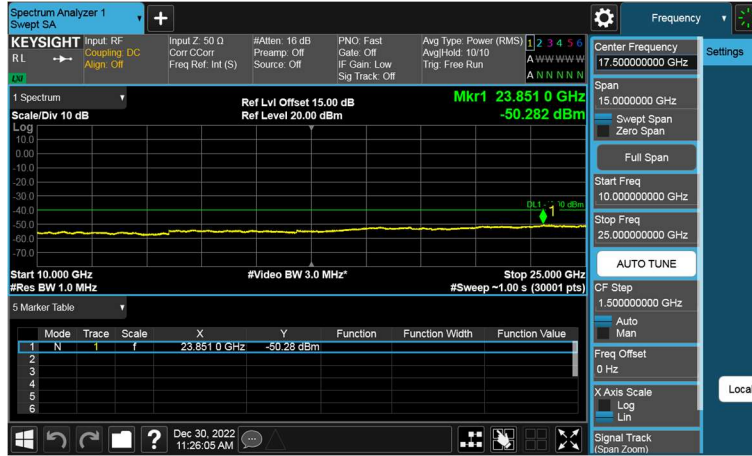 Spectrum Analyzer 1
Swept SA
Frequency
KEYSIGHT
RL
LXI
Input: RF
Coupling: DC
Align: Off
Input Z: 50 Ω
Corr CCorr
Freq Ref: Int (S)
#Atten: 16 dB
Preamp: Off
Source: Off
PNO: Fast
Gate: Off
IF Gain: Low
Sig Track: Off
Avg Type: Power (RMS)
Avg|Hold: 10/10
Trig: Free Run
1 2 3 4 5 6
A W W W W W
A N N N N N
1 Spectrum
Scale/Div 10 dB
Ref Lvl Offset 15.00 dB
Ref Level 20.00 dBm
Mkr1 23.851 0 GHz
-50.282 dBm
Log
10.0
0.00
-10.0
-20.0
-30.0
-40.0
-50.0
-60.0
-70.0
1
Start 10.000 GHz
#Res BW 1.0 MHz
#Video BW 3.0 MHz*
Stop 25.000 GHz
#Sweep ~1.00 s (30001 pts)
5 Marker Table
Mode Trace Scale X Y Function Function Width Function Value
1 N 1 f 23.851 0 GHz -50.28 dBm
2
3
4
5
6
Dec 30, 2022
11:26:05 AM
Center Frequency
17.500000000 GHz
Settings
Span
15.0000000 GHz
Swept Span
Zero Span
Full Span
Start Freq
10.000000000 GHz
Stop Freq
25.000000000 GHz
AUTO TUNE
CF Step
1.500000000 GHz
Auto
Man
Freq Offset
0 Hz
X Axis Scale
Log
Lin
Local
Signal Track
(Span Zoom)